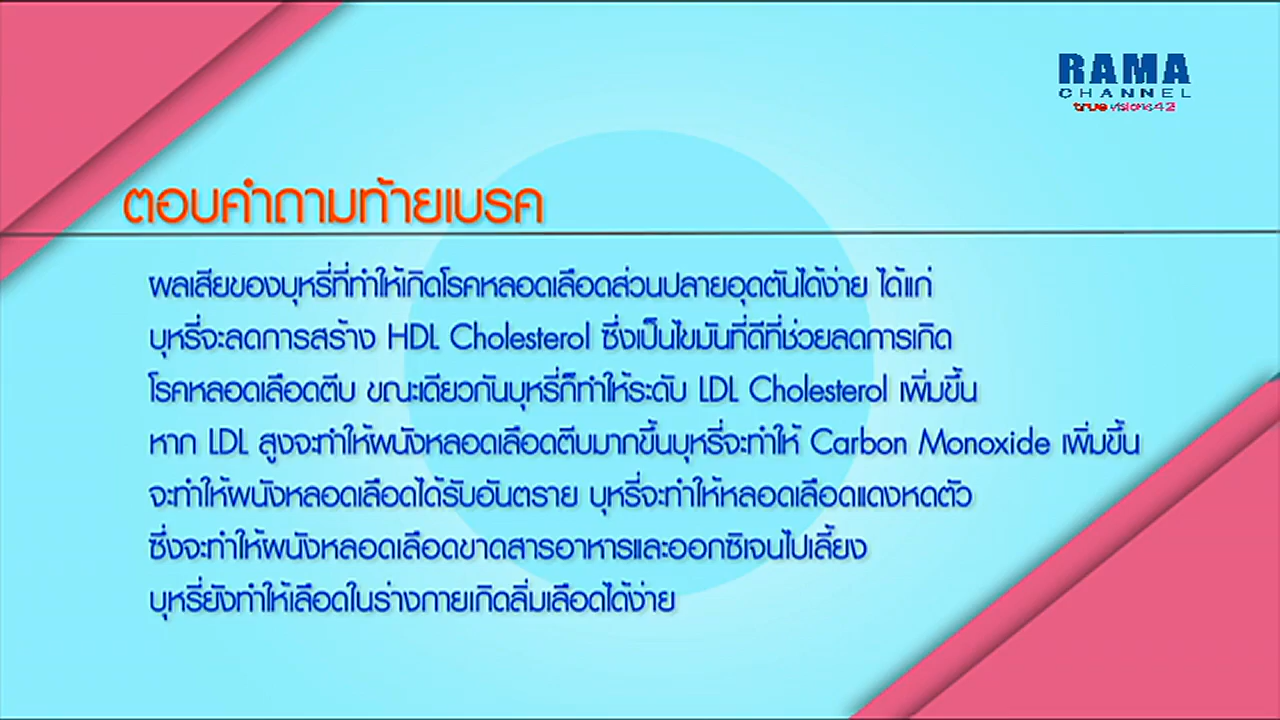 RAMA
CHANNEL
true visions 42
ตอบคำถามท้ายเบรค
ผลเสียของบุหรี่ที่ทำให้เกิดโรคหลอดเลือดส่วนปลายอุดตันได้ง่าย ได้แก่
บุหรี่จะลดการสร้าง HDL Cholesterol ซึ่งเป็นไขมันที่ดีที่ช่วยลดการเกิด
โรคหลอดเลือดตีบ ขณะเดียวกันบุหรี่ก็ทำให้ระดับ LDL Cholesterol เพิ่มขึ้น
หาก LDL สูงจะทำให้ผนังหลอดเลือดตีบมากขึ้นบุหรี่จะทำให้ Carbon Monoxide เพิ่มขึ้น
จะทำให้ผนังหลอดเลือดได้รับอันตราย บุหรี่จะทำให้หลอดเลือดแดงหดตัว
ซึ่งจะทำให้ผนังหลอดเลือดขาดสารอาหารและออกซิเจนไปเลี้ยง
บุหรี่ยังทำให้เลือดในร่างกายเกิดลิ่มเลือดได้ง่าย